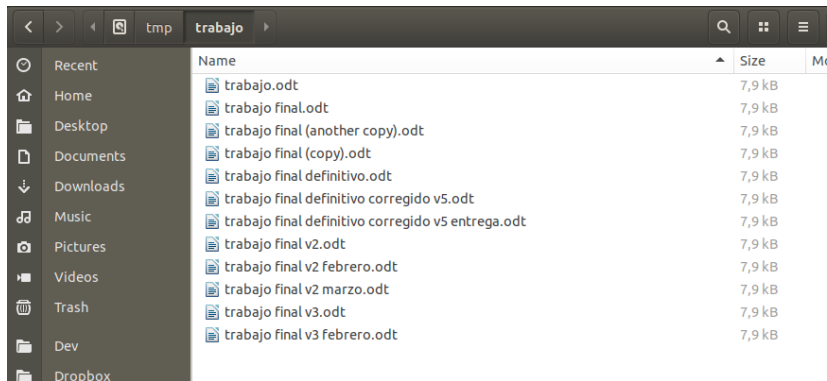 tmp trabajo
Recent
Home
Desktop
Documents
Downloads
Music
Pictures
Videos
Trash
Dev
Dropbox
Name Size Mo
trabajo.odt 7,9 kB
trabajo final.odt 7,9 kB
trabajo final (another copy).odt 7,9 kB
trabajo final (copy).odt 7,9 kB
trabajo final definitivo.odt 7,9 kB
trabajo final definitivo corregido v5.odt 7,9 kB
trabajo final definitivo corregido v5 entrega.odt 7,9 kB
trabajo final v2.odt 7,9 kB
trabajo final v2 febrero.odt 7,9 kB
trabajo final v2 marzo.odt 7,9 kB
trabajo final v3.odt 7,9 kB
trabajo final v3 febrero.odt 7,9 kB